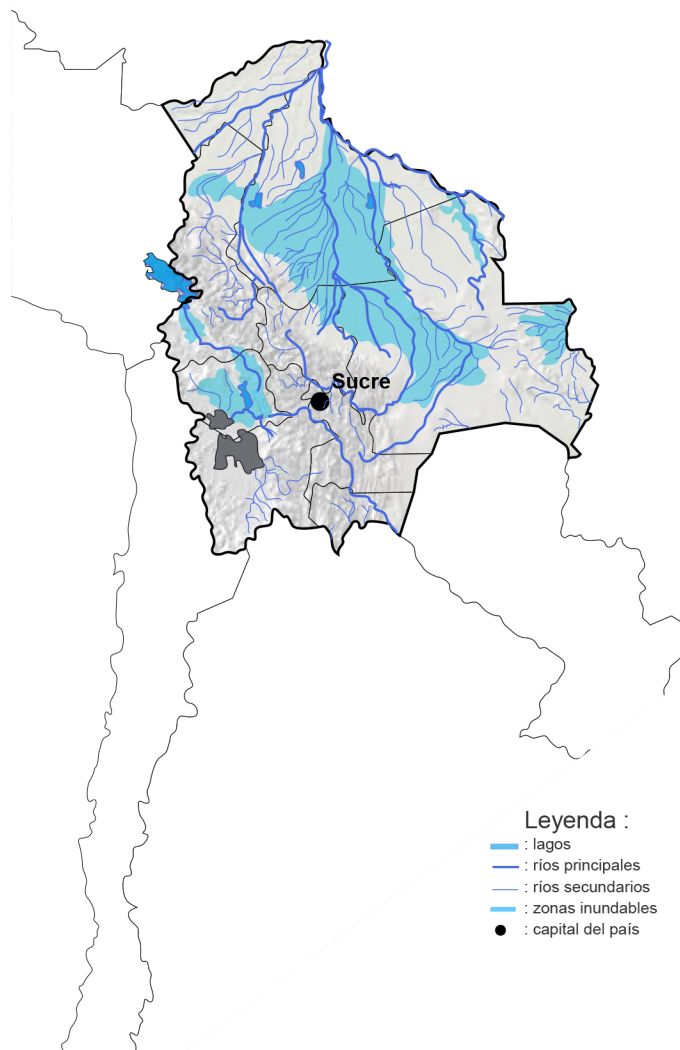 Sucre
Leyenda :
: lagos
: ríos principales
: ríos secundarios
: zonas inundables
: capital del país